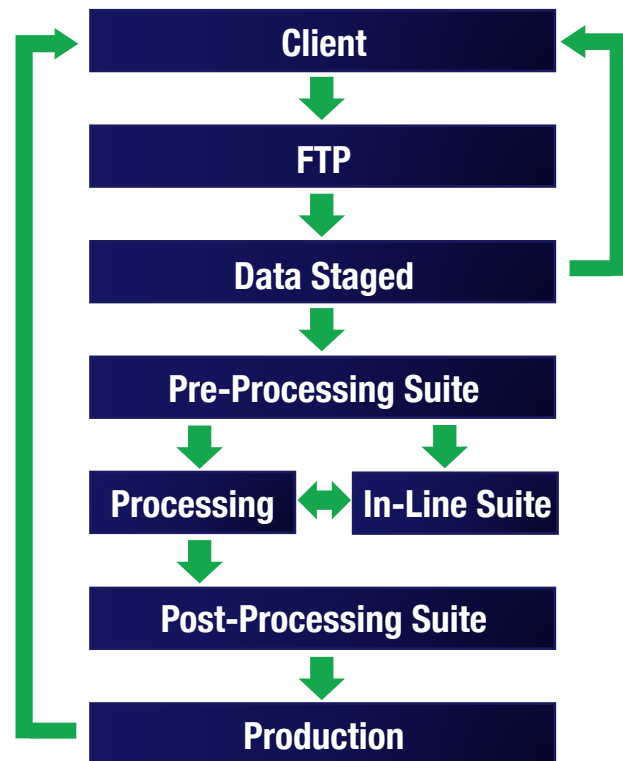 Client
FTP
Data Staged
Pre-Processing Suite
Processing
In-Line Suite
Post-Processing Suite
Production